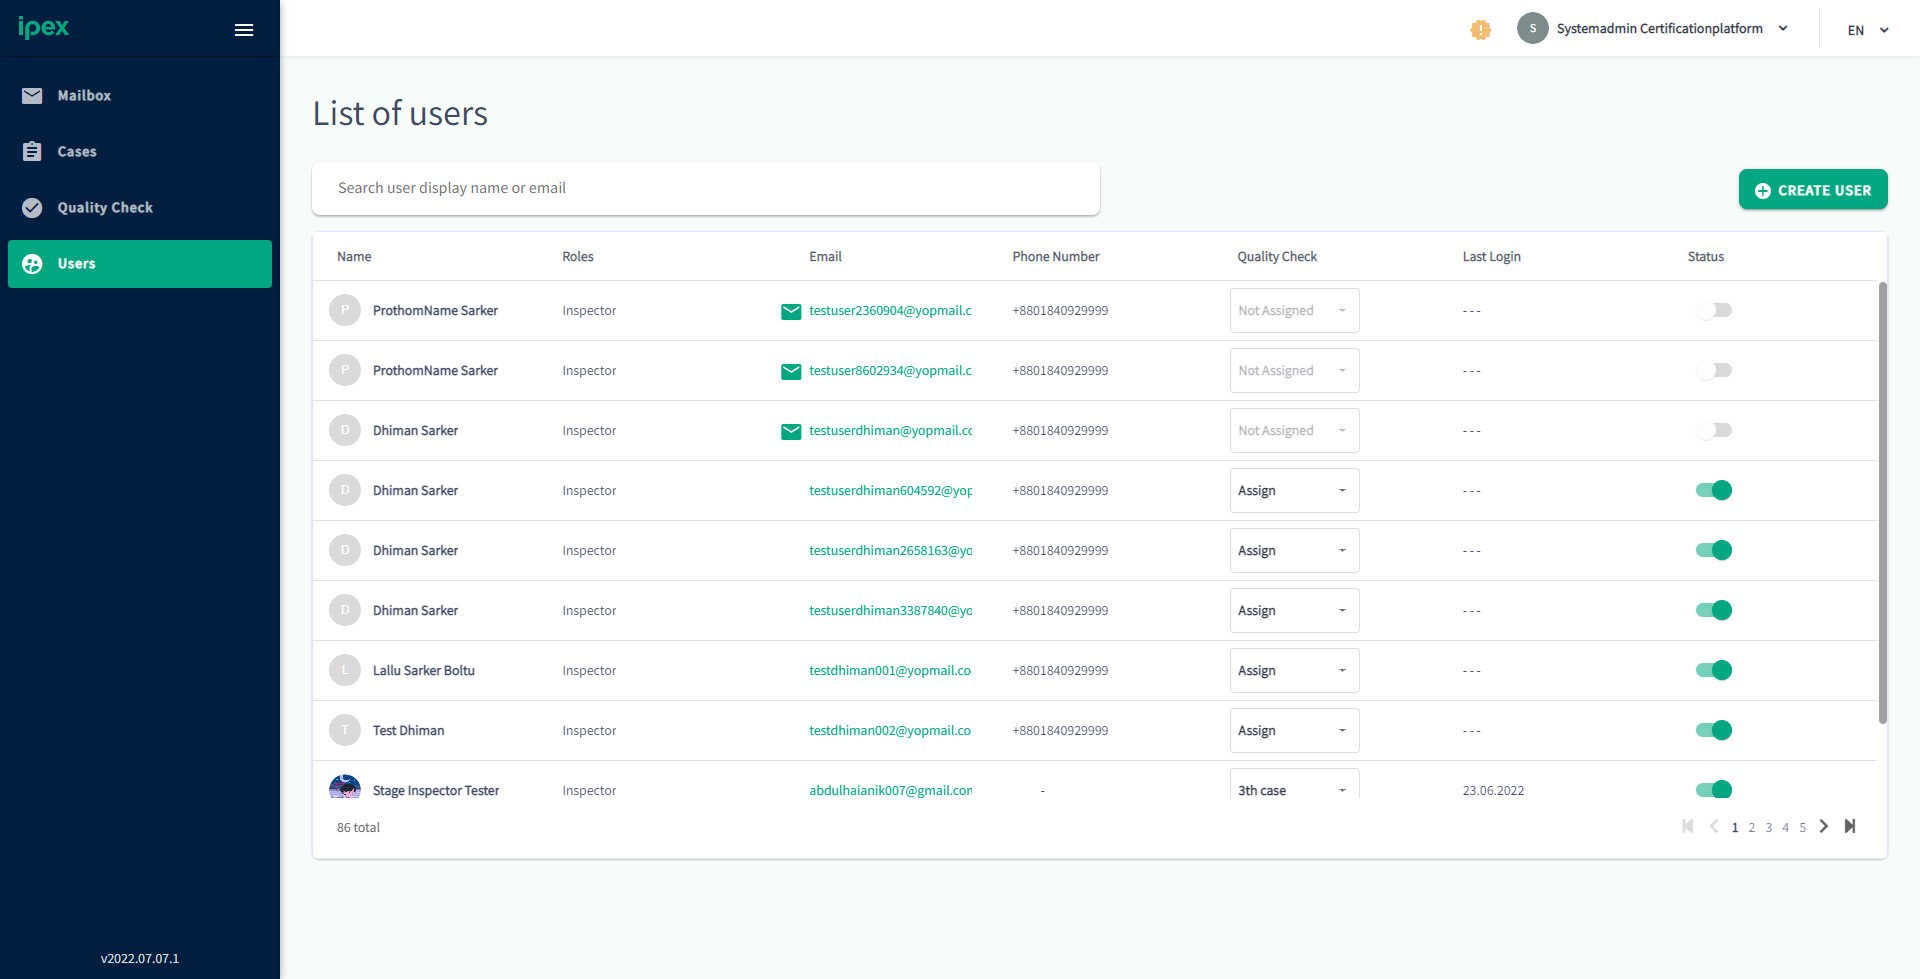 ipex
S
Systemadmin Certificationplatform
EN
Mailbox
Cases
Quality Check
Users
v2022.07.07.1
List of users
Search user display name or email
CREATE USER
Name Roles Email Phone Number Quality Check Last Login Status
P ProthomName Sarker Inspector testuser2360904@yopmail.c +8801840929999 Not Assigned ---
P ProthomName Sarker Inspector testuser8602934@yopmail.c +8801840929999 Not Assigned ---
D Dhiman Sarker Inspector testuserdhiman@yopmail.cc +8801840929999 Not Assigned ---
D Dhiman Sarker Inspector testuserdhiman604592@yop +8801840929999 Assign ---
D Dhiman Sarker Inspector testuserdhiman2658163@yo +8801840929999 Assign ---
D Dhiman Sarker Inspector testuserdhiman3387840@yo +8801840929999 Assign ---
L Lallu Sarker Boltu Inspector testdhiman001@yopmail.co +8801840929999 Assign ---
T Test Dhiman Inspector testdhiman002@yopmail.co +8801840929999 Assign ---
Stage Inspector Tester Inspector abdulhaianik007@gmail.con - 3th case 23.06.2022
86 total
1 2 3 4 5